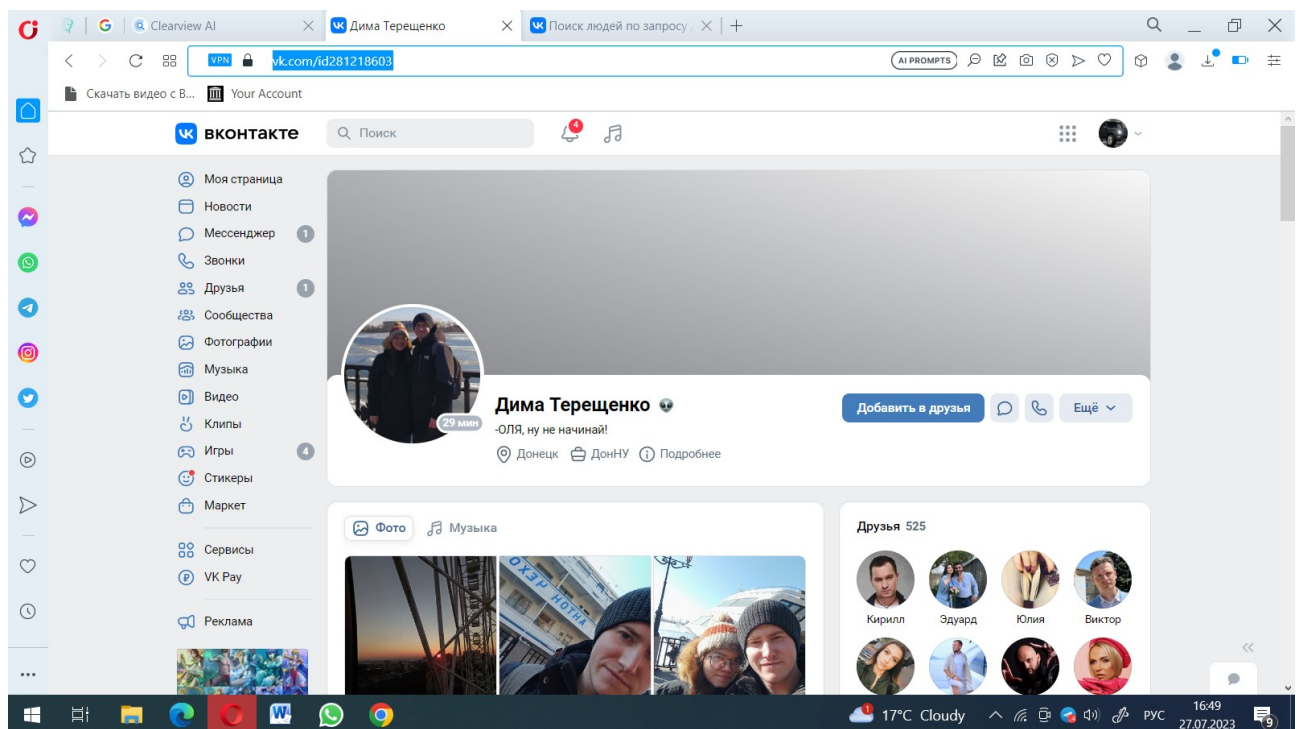 Clearview AI
Дима Терещенко
Поиск людей по запросу
VPN
vk.com/id281218603
AI PROMPTS
Скачать видео с В...
Your Account
вконтакте
Поиск
4
Моя страница
Новости
Мессенджер 1
Звонки
Друзья 1
Сообщества
Фотографии
Музыка
Видео
Клипы
Игры 4
Стикеры
Маркет
Сервисы
VK Pay
Реклама
29 мин
Дима Терещенко
-ОЛЯ, ну не начинай!
Донецк ДонНУ Подробнее
Добавить в друзья
Ещё
Фото Музыка
Друзья 525
Кирилл Эдуард Юлия Виктор
17°C Cloudy
РУС
16:49
27.07.2023
9